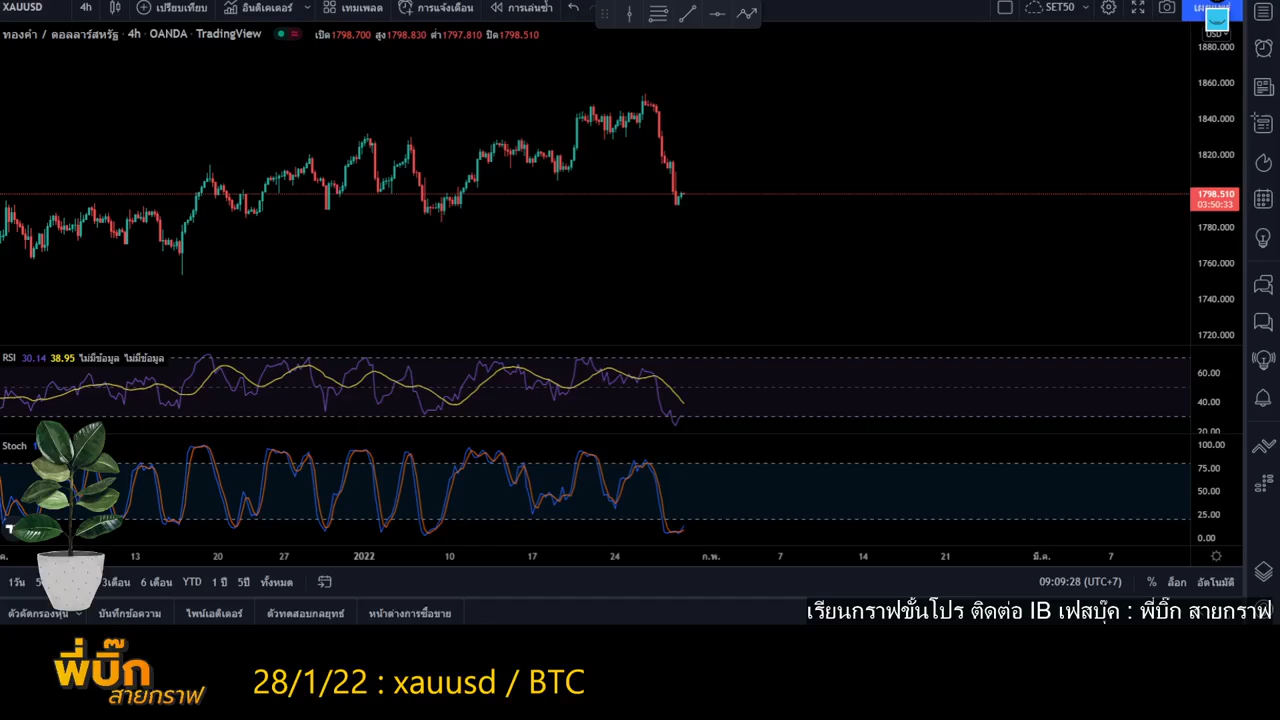 XAUUSD 4h เปรียบเทียบ อินดิเคเตอร์ เทมเพลต การแจ้งเตือน การเล่นซ้ำ SET50
ทองคำ / ดอลลาร์สหรัฐ · 4h · OANDA · TradingView เปิด1798.700 สูง1798.830 ต่ำ1797.810 ปิด1798.510
USD
1880.000
1860.000
1840.000
1820.000
1798.510
03:50:33
1780.000
1760.000
1740.000
1720.000
RSI 30.14 38.95 ไม่มีข้อมูล ไม่มีข้อมูล
60.00
40.00
20.00
Stoch
100.00
75.00
50.00
25.00
0.00
13 20 27 2022 10 17 24 ก.พ. 7 14 21 มี.ค. 7
1วัน 3เดือน 6 เดือน YTD 1 ปี 5ปี ทั้งหมด 09:09:28 (UTC+7) % ล็อก อัตโนมัติ
ตัวคัดกรองหุ้น บันทึกข้อความ ไพน์เอดิเตอร์ ตัวทดสอบกลยุทธ์ หน้าต่างการซื้อขาย
เรียนกราฟขั้นโปร ติดต่อ IB เฟสบุ๊ค : พี่บิ๊ก สายกราฟ
พี่บิ๊ก
สายกราฟ
28/1/22 : xauusd / BTC